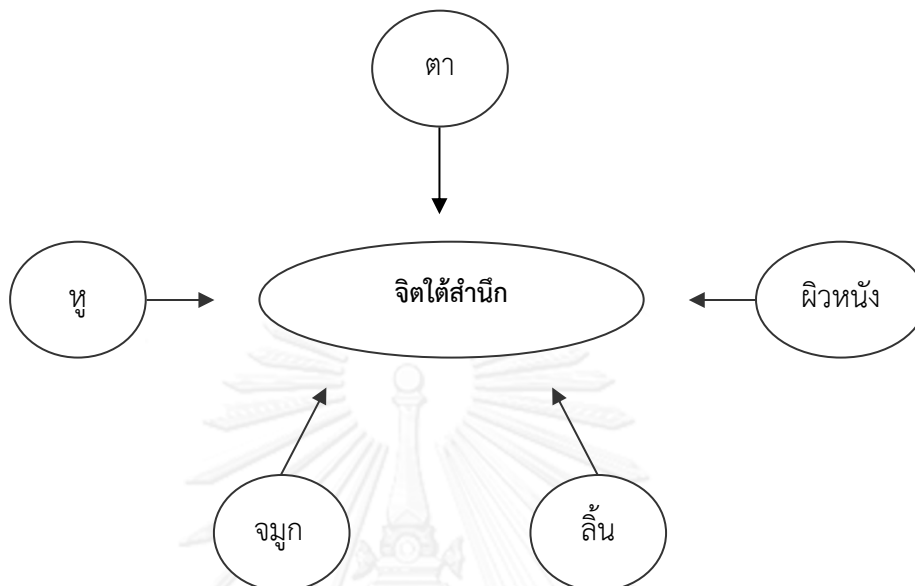 ตา
จิตใต้สำนึก
หู
ผิวหนัง
จมูก
ลิ้น